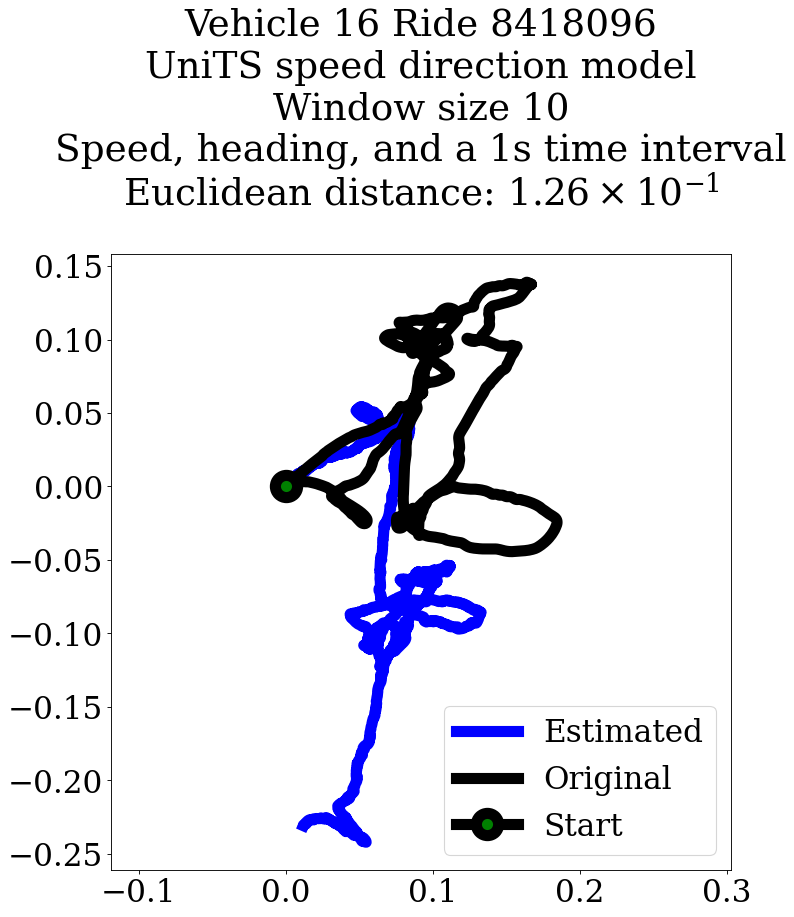 Vehicle 16 Ride 8418096
UniTS speed direction model
Window size 10
Speed, heading, and a 1s time interval
Euclidean distance: 1.26 × 10⁻¹
0.15
0.10
0.05
0.00
−0.05
−0.10
−0.15
−0.20
−0.25
Estimated
Original
Start
−0.1
0.0
0.1
0.2
0.3